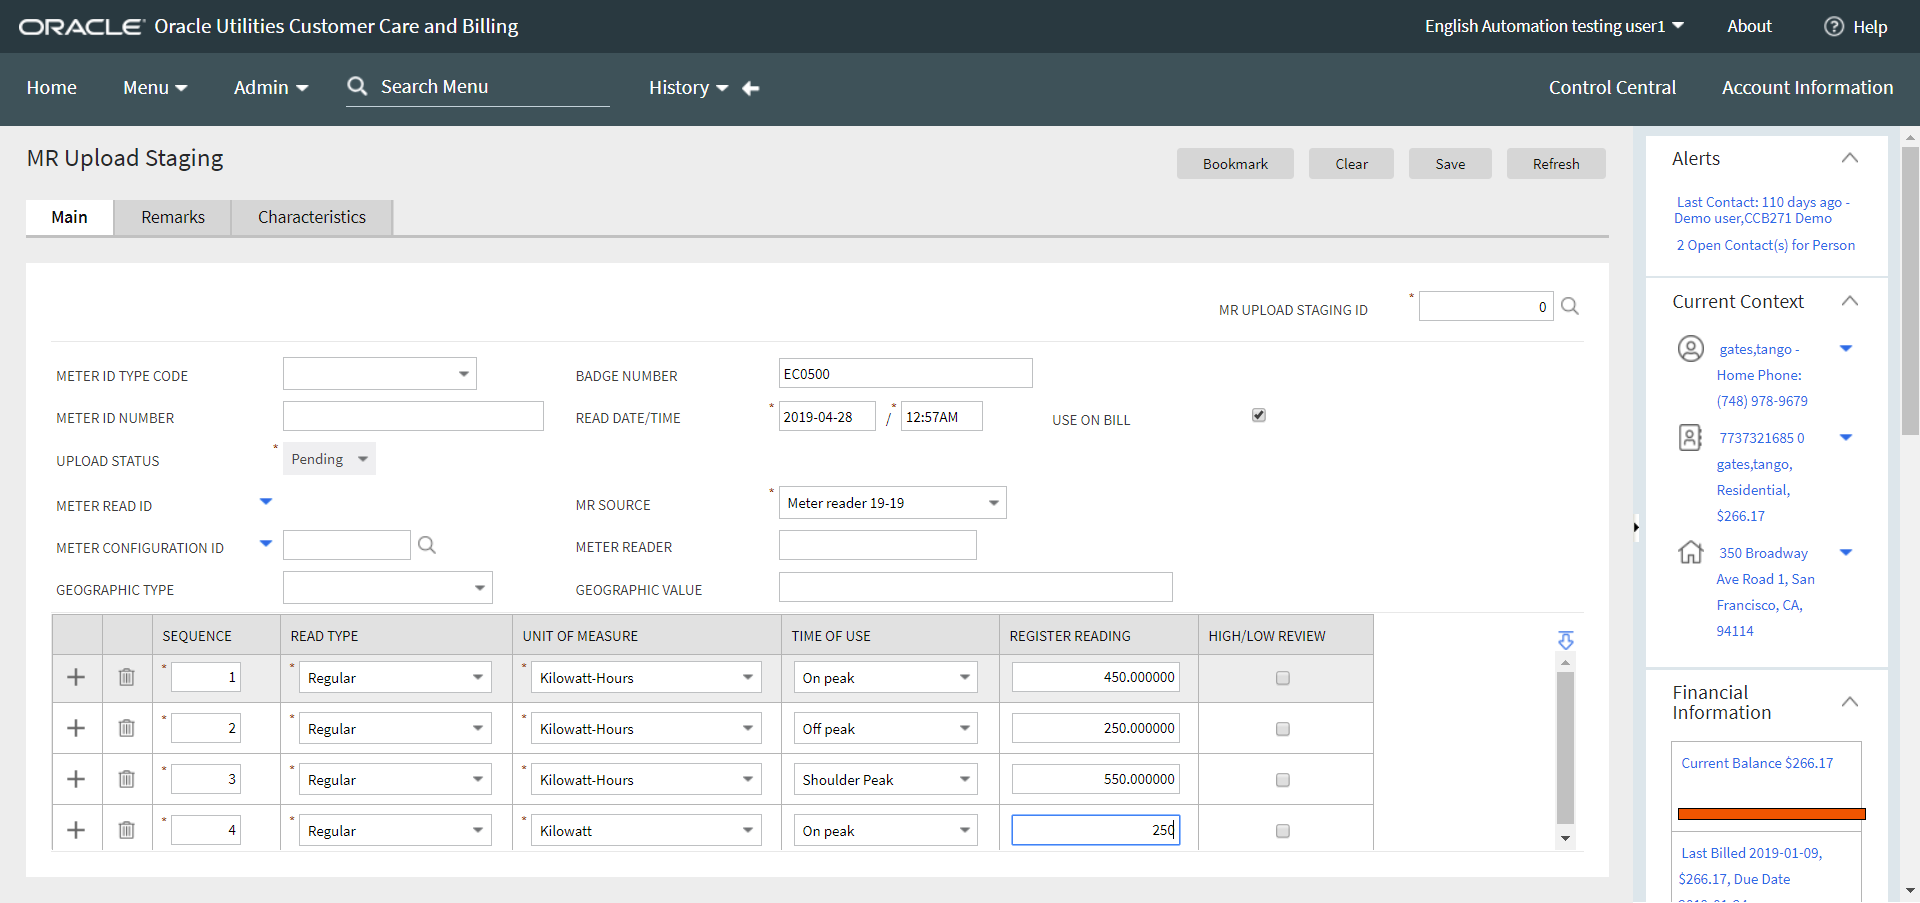 ORACLE Oracle Utilities Customer Care and Billing
English Automation testing user1 About ? Help
Home Menu Admin Search Menu History Control Central Account Information
MR Upload Staging
Bookmark Clear Save Refresh
Main Remarks Characteristics
MR UPLOAD STAGING ID * 0
METER ID TYPE CODE BADGE NUMBER EC0500
METER ID NUMBER READ DATE/TIME * 2019-04-28 / * 12:57AM USE ON BILL
UPLOAD STATUS * Pending
METER READ ID MR SOURCE * Meter reader 19-19
METER CONFIGURATION ID METER READER
GEOGRAPHIC TYPE GEOGRAPHIC VALUE
SEQUENCE READ TYPE UNIT OF MEASURE TIME OF USE REGISTER READING HIGH/LOW REVIEW
* 1 * Regular * Kilowatt-Hours On peak 450.000000
* 2 * Regular * Kilowatt-Hours Off peak 250.000000
* 3 * Regular * Kilowatt-Hours Shoulder Peak 550.000000
* 4 * Regular * Kilowatt On peak 250
Alerts
Last Contact: 110 days ago -
Demo user,CCB271 Demo
2 Open Contact(s) for Person
Current Context
gates,tango -
Home Phone:
(748) 978-9679
7737321685 0
gates,tango,
Residential,
$266.17
350 Broadway
Ave Road 1, San
Francisco, CA,
94114
Financial
Information
Current Balance $266.17
Last Billed 2019-01-09,
$266.17, Due Date